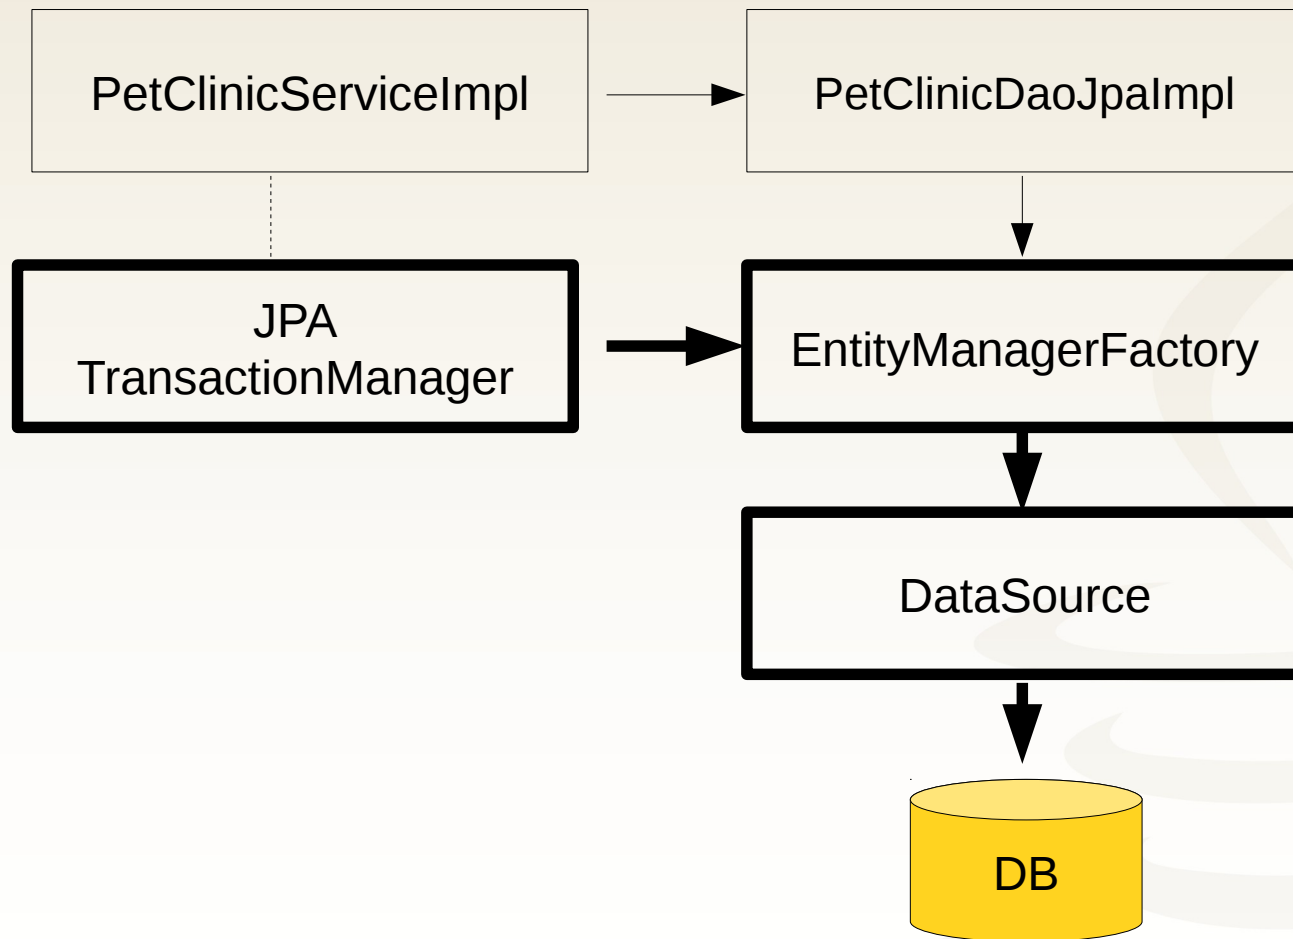 PetClinicServiceImpl
PetClinicDaoJpaImpl
JPA
TransactionManager
EntityManagerFactory
DataSource
DB